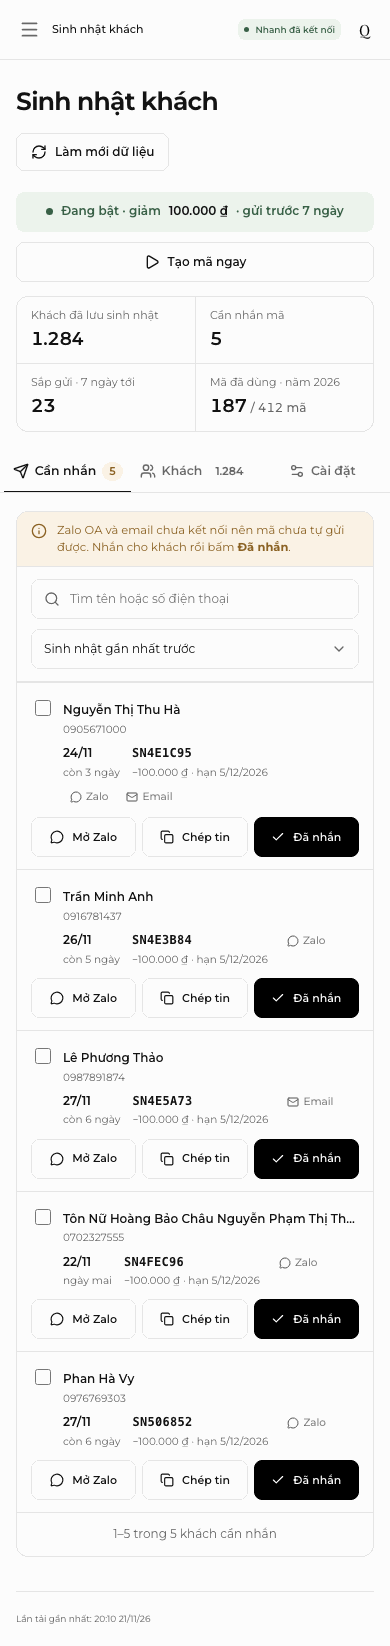 Sinh nhật khách
Nhanh đã kết nối
Q
Sinh nhật khách
Làm mới dữ liệu
Đang bật · giảm 100.000 ₫ · gửi trước 7 ngày
Tạo mã ngay
Khách đã lưu sinh nhật
1.284
Cần nhắn mã
5
Sắp gửi · 7 ngày tới
23
Mã đã dùng · năm 2026
187 / 412 mã
Cần nhắn 5
Khách 1.284
Cài đặt
Zalo OA và email chưa kết nối nên mã chưa tự gửi
được. Nhắn cho khách rồi bấm Đã nhắn.
Tìm tên hoặc số điện thoại
Sinh nhật gần nhất trước
Nguyễn Thị Thu Hà
0905671000
24/11 SN4E1C95
còn 3 ngày −100.000 ₫ · hạn 5/12/2026
Zalo Email
Mở Zalo Chép tin Đã nhắn
Trần Minh Anh
0916781437
26/11 SN4E3B84 Zalo
còn 5 ngày −100.000 ₫ · hạn 5/12/2026
Mở Zalo Chép tin Đã nhắn
Lê Phương Thảo
0987891874
27/11 SN4E5A73 Email
còn 6 ngày −100.000 ₫ · hạn 5/12/2026
Mở Zalo Chép tin Đã nhắn
Tôn Nữ Hoàng Bảo Châu Nguyễn Phạm Thị Th...
0702327555
22/11 SN4FEC96 Zalo
ngày mai −100.000 ₫ · hạn 5/12/2026
Mở Zalo Chép tin Đã nhắn
Phan Hà Vy
0976769303
27/11 SN506852 Zalo
còn 6 ngày −100.000 ₫ · hạn 5/12/2026
Mở Zalo Chép tin Đã nhắn
1–5 trong 5 khách cần nhắn
Lần tải gần nhất: 20:10 21/11/26